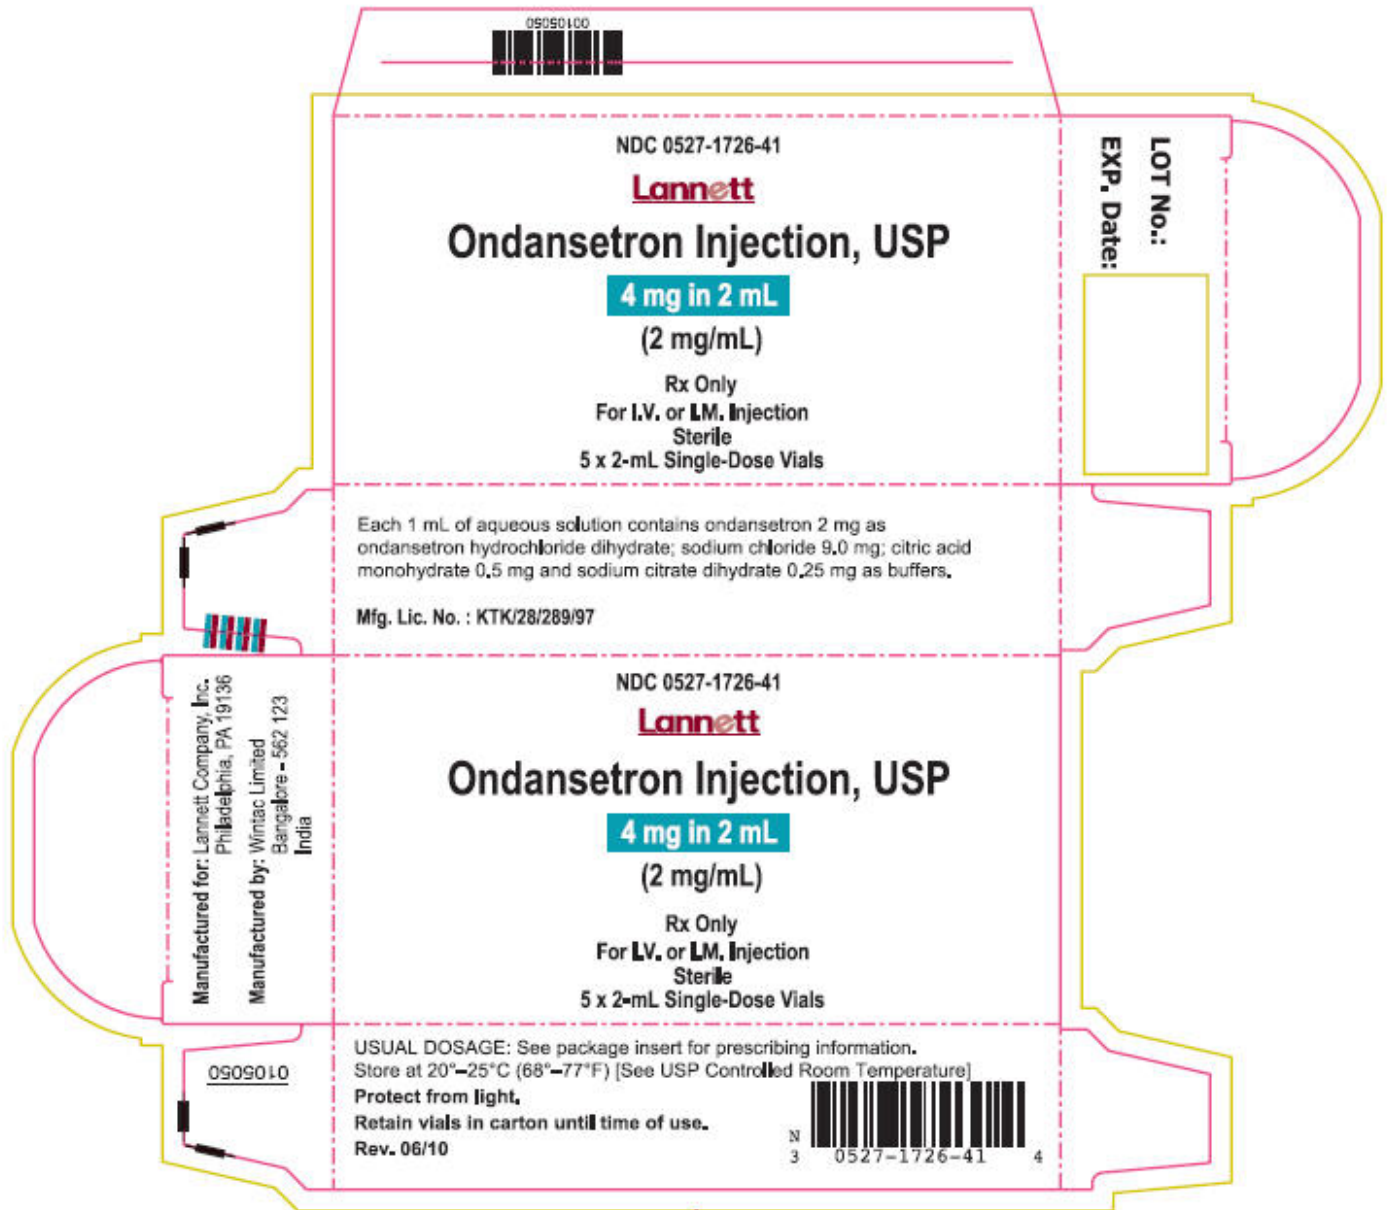 00105050
NDC 0527-1726-41
Lannett
Ondansetron Injection, USP
4 mg in 2 mL
(2 mg/mL)
Rx Only
For I.V. or I.M. Injection
Sterile
5 x 2-mL Single-Dose Vials
LOT No.:
EXP. Date:
Each 1 mL of aqueous solution contains ondansetron 2 mg as
ondansetron hydrochloride dihydrate; sodium chloride 9.0 mg; citric acid
monohydrate 0.5 mg and sodium citrate dihydrate 0.25 mg as buffers.
Mfg. Lic. No. : KTK/28/289/97
Manufactured for: Lannett Company, Inc.
Philadelphia, PA 19136
Manufactured by: Wintac Limited
Bangalore - 562 123
India
NDC 0527-1726-41
Lannett
Ondansetron Injection, USP
4 mg in 2 mL
(2 mg/mL)
Rx Only
For I.V. or I.M. Injection
Sterile
5 x 2-mL Single-Dose Vials
0105050
USUAL DOSAGE: See package insert for prescribing information.
Store at 20°–25°C (68°–77°F) [See USP Controlled Room Temperature]
Protect from light.
Retain vials in carton until time of use.
Rev. 06/10
N
3 0527-1726-41 4